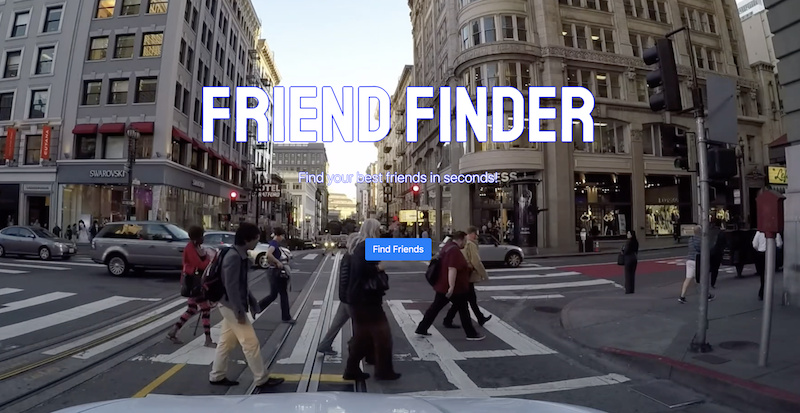 FRIEND FINDER
Find your best friends in seconds!
SWAROVSKI
Find Friends